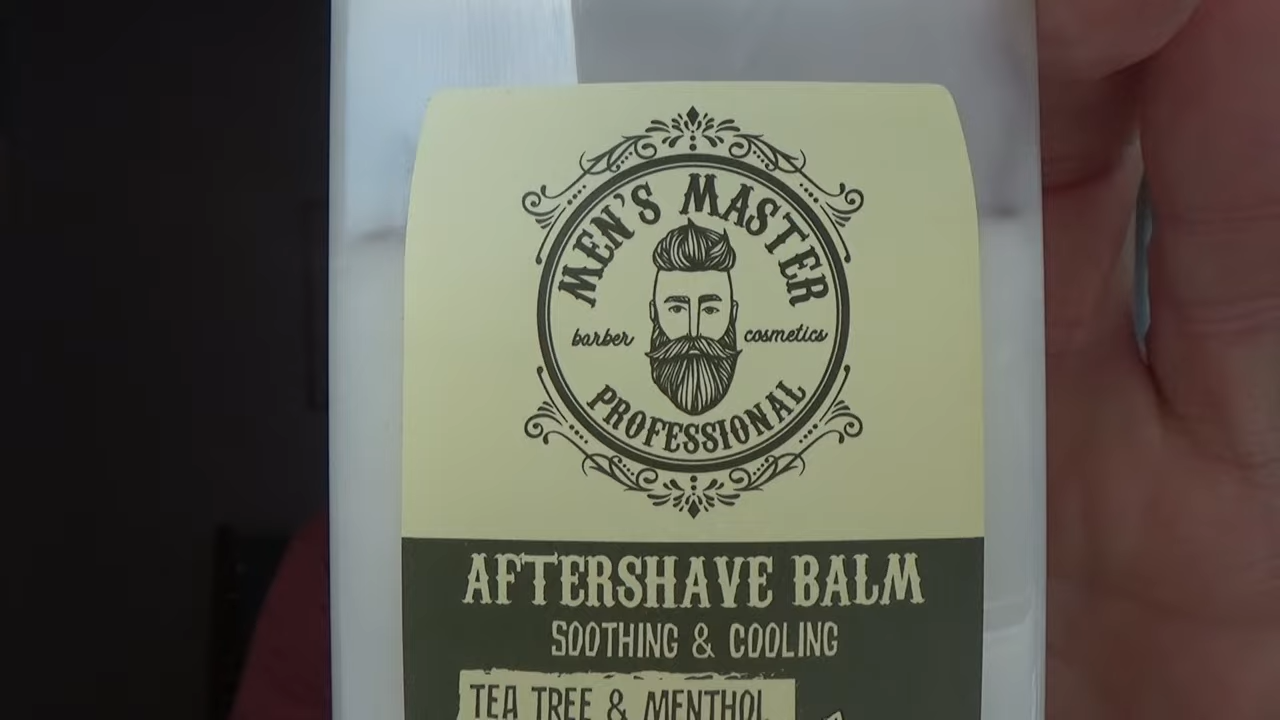 MEN'S MASTER
barber cosmetics
PROFESSIONAL
AFTERSHAVE BALM
SOOTHING & COOLING
TEA TREE & MENTHOL